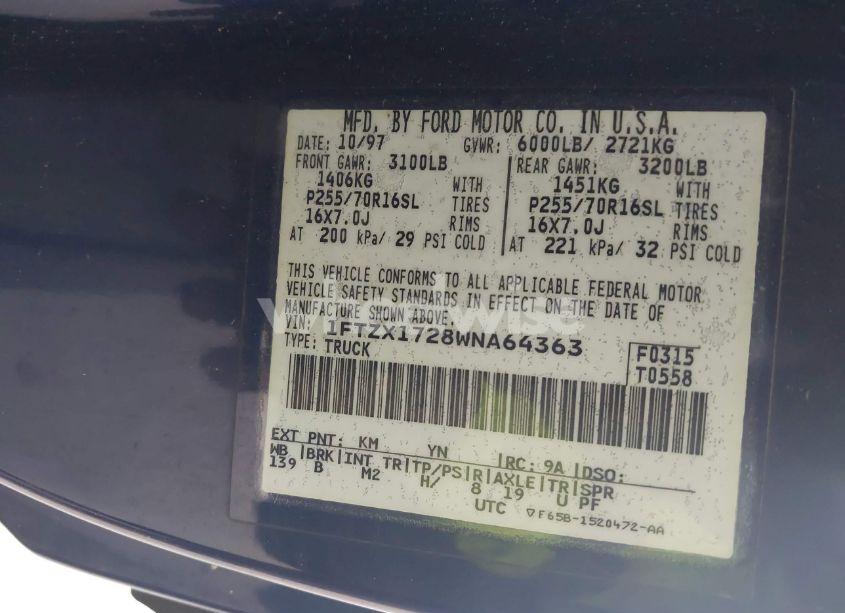 MFD. BY FORD MOTOR CO. IN U.S.A.
DATE: 10/97 GVWR: 6000LB/ 2721KG
FRONT GAWR: 3100LB REAR GAWR: 3200LB
1406KG WITH 1451KG WITH
P255/70R16SL TIRES P255/70R16SL TIRES
16X7.0J RIMS 16X7.0J RIMS
AT 200 kPa/ 29 PSI COLD AT 221 kPa/ 32 PSI COLD
THIS VEHICLE CONFORMS TO ALL APPLICABLE FEDERAL MOTOR
VEHICLE SAFETY STANDARDS IN EFFECT ON THE DATE OF
MANUFACTURE SHOWN ABOVE.
VIN: 1FTZX1728WNA64363 F0315
TYPE: TRUCK T0558
EXT PNT: KM YN RC: 9A DSO:
WB BRK INT TR TP/PS R AXLE TR SPR
139 B M2 H/ 8 19 U PF
UTC ▽F65B-1520472-AA